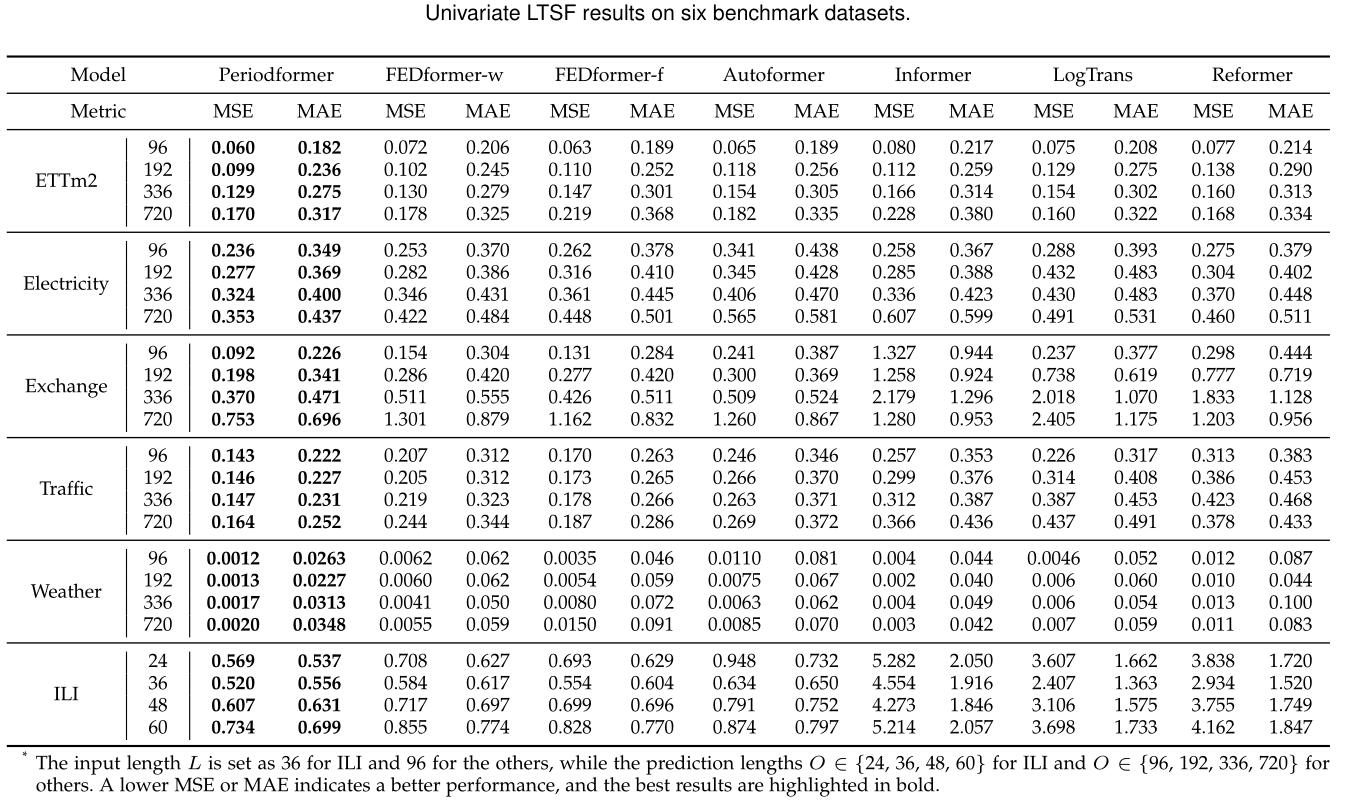 Univariate LTSF results on six benchmark datasets.
Model Periodformer FEDformer-w FEDformer-f Autoformer Informer LogTrans Reformer
Metric MSE MAE MSE MAE MSE MAE MSE MAE MSE MAE MSE MAE MSE MAE
ETTm2
96 0.060 0.182 0.072 0.206 0.063 0.189 0.065 0.189 0.080 0.217 0.075 0.208 0.077 0.214
192 0.099 0.236 0.102 0.245 0.110 0.252 0.118 0.256 0.112 0.259 0.129 0.275 0.138 0.290
336 0.129 0.275 0.130 0.279 0.147 0.301 0.154 0.305 0.166 0.314 0.154 0.302 0.160 0.313
720 0.170 0.317 0.178 0.325 0.219 0.368 0.182 0.335 0.228 0.380 0.160 0.322 0.168 0.334
Electricity
96 0.236 0.349 0.253 0.370 0.262 0.378 0.341 0.438 0.258 0.367 0.288 0.393 0.275 0.379
192 0.277 0.369 0.282 0.386 0.316 0.410 0.345 0.428 0.285 0.388 0.432 0.483 0.304 0.402
336 0.324 0.400 0.346 0.431 0.361 0.445 0.406 0.470 0.336 0.423 0.430 0.483 0.370 0.448
720 0.353 0.437 0.422 0.484 0.448 0.501 0.565 0.581 0.607 0.599 0.491 0.531 0.460 0.511
Exchange
96 0.092 0.226 0.154 0.304 0.131 0.284 0.241 0.387 1.327 0.944 0.237 0.377 0.298 0.444
192 0.198 0.341 0.286 0.420 0.277 0.420 0.300 0.369 1.258 0.924 0.738 0.619 0.777 0.719
336 0.370 0.471 0.511 0.555 0.426 0.511 0.509 0.524 2.179 1.296 2.018 1.070 1.833 1.128
720 0.753 0.696 1.301 0.879 1.162 0.832 1.260 0.867 1.280 0.953 2.405 1.175 1.203 0.956
Traffic
96 0.143 0.222 0.207 0.312 0.170 0.263 0.246 0.346 0.257 0.353 0.226 0.317 0.313 0.383
192 0.146 0.227 0.205 0.312 0.173 0.265 0.266 0.370 0.299 0.376 0.314 0.408 0.386 0.453
336 0.147 0.231 0.219 0.323 0.178 0.266 0.263 0.371 0.312 0.387 0.387 0.453 0.423 0.468
720 0.164 0.252 0.244 0.344 0.187 0.286 0.269 0.372 0.366 0.436 0.437 0.491 0.378 0.433
Weather
96 0.0012 0.0263 0.0062 0.062 0.0035 0.046 0.0110 0.081 0.004 0.044 0.0046 0.052 0.012 0.087
192 0.0013 0.0227 0.0060 0.062 0.0054 0.059 0.0075 0.067 0.002 0.040 0.006 0.060 0.010 0.044
336 0.0017 0.0313 0.0041 0.050 0.0080 0.072 0.0063 0.062 0.004 0.049 0.006 0.054 0.013 0.100
720 0.0020 0.0348 0.0055 0.059 0.0150 0.091 0.0085 0.070 0.003 0.042 0.007 0.059 0.011 0.083
ILI
24 0.569 0.537 0.708 0.627 0.693 0.629 0.948 0.732 5.282 2.050 3.607 1.662 3.838 1.720
36 0.520 0.556 0.584 0.617 0.554 0.604 0.634 0.650 4.554 1.916 2.407 1.363 2.934 1.520
48 0.607 0.631 0.717 0.697 0.699 0.696 0.791 0.752 4.273 1.846 3.106 1.575 3.755 1.749
60 0.734 0.699 0.855 0.774 0.828 0.770 0.874 0.797 5.214 2.057 3.698 1.733 4.162 1.847
* The input length L is set as 36 for ILI and 96 for the others, while the prediction lengths O ∈ {24, 36, 48, 60} for ILI and O ∈ {96, 192, 336, 720} for
others. A lower MSE or MAE indicates a better performance, and the best results are highlighted in bold.